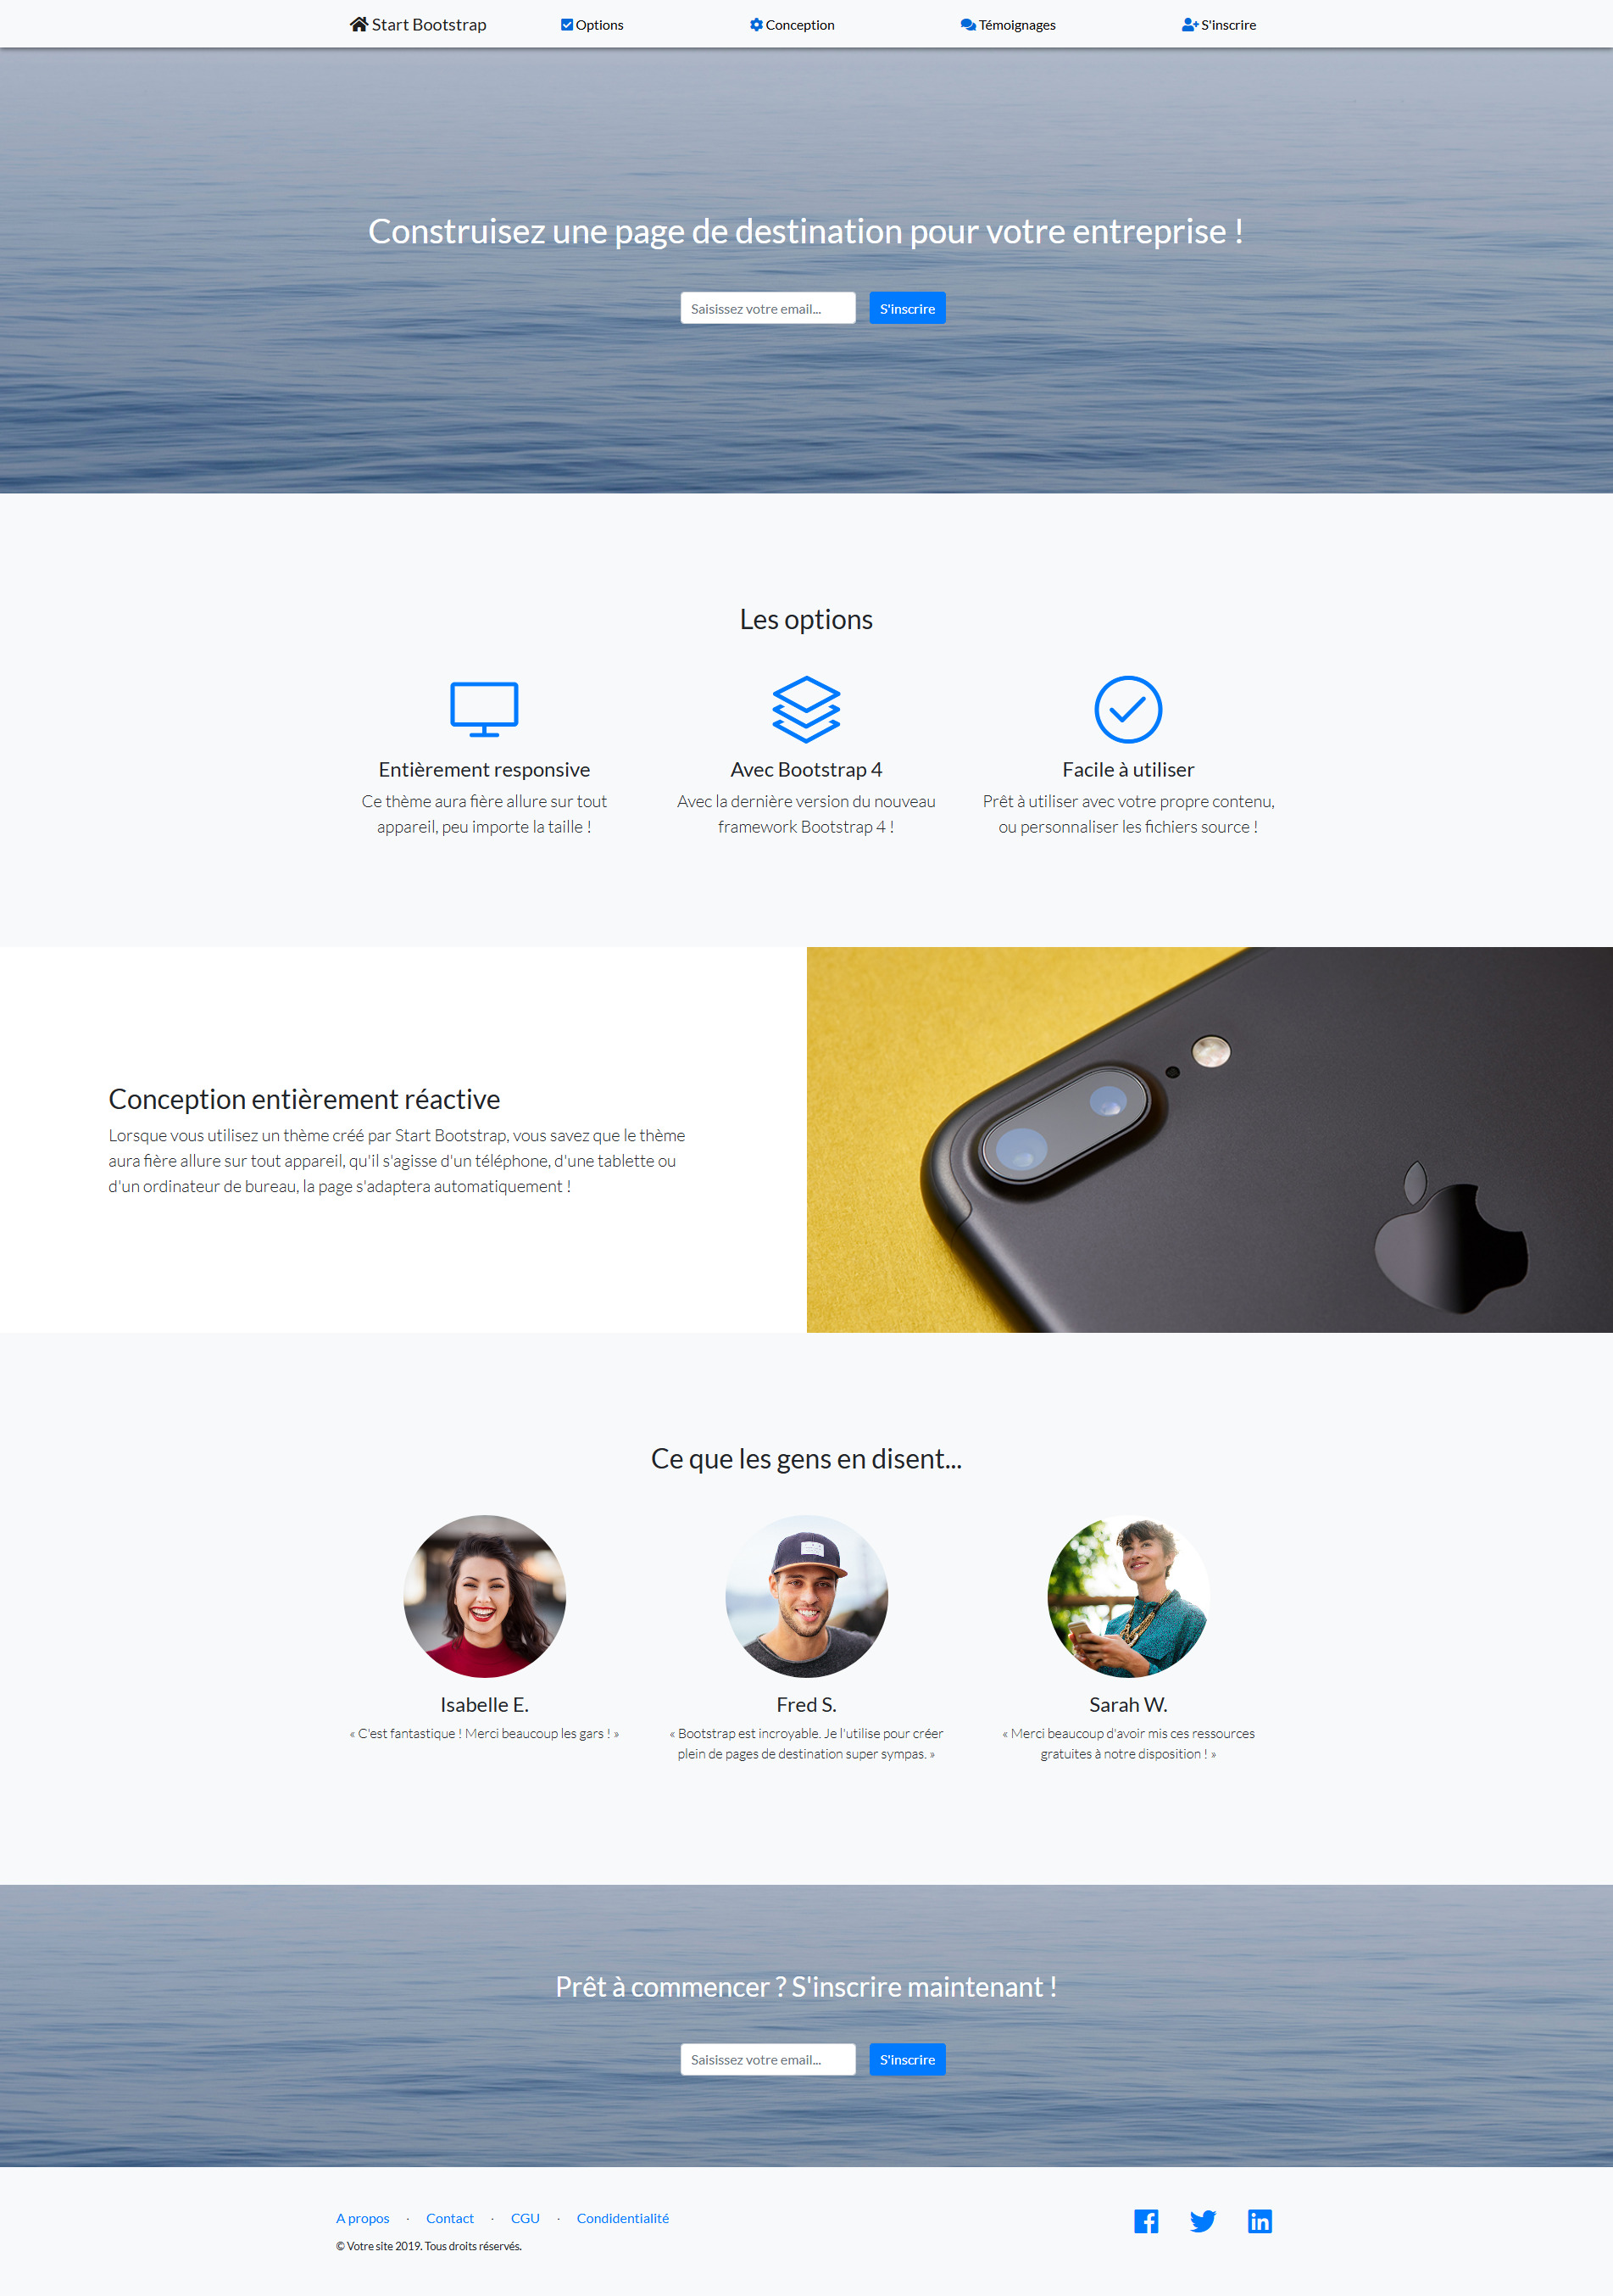 Start Bootstrap Options Conception Témoignages S'inscrire
Construisez une page de destination pour votre entreprise !
Saisissez votre email... S'inscrire
Les options
Entièrement responsive
Ce thème aura fière allure sur tout
appareil, peu importe la taille !
Avec Bootstrap 4
Avec la dernière version du nouveau
framework Bootstrap 4 !
Facile à utiliser
Prêt à utiliser avec votre propre contenu,
ou personnaliser les fichiers source !
Conception entièrement réactive
Lorsque vous utilisez un thème créé par Start Bootstrap, vous savez que le thème
aura fière allure sur tout appareil, qu'il s'agisse d'un téléphone, d'une tablette ou
d'un ordinateur de bureau, la page s'adaptera automatiquement !
Ce que les gens en disent...
Isabelle E.
« C'est fantastique ! Merci beaucoup les gars ! »
Fred S.
« Bootstrap est incroyable. Je l'utilise pour créer
plein de pages de destination super sympas. »
Sarah W.
« Merci beaucoup d'avoir mis ces ressources
gratuites à notre disposition ! »
Prêt à commencer ? S'inscrire maintenant !
Saisissez votre email... S'inscrire
A propos · Contact · CGU · Condidentialité
© Votre site 2019. Tous droits réservés.